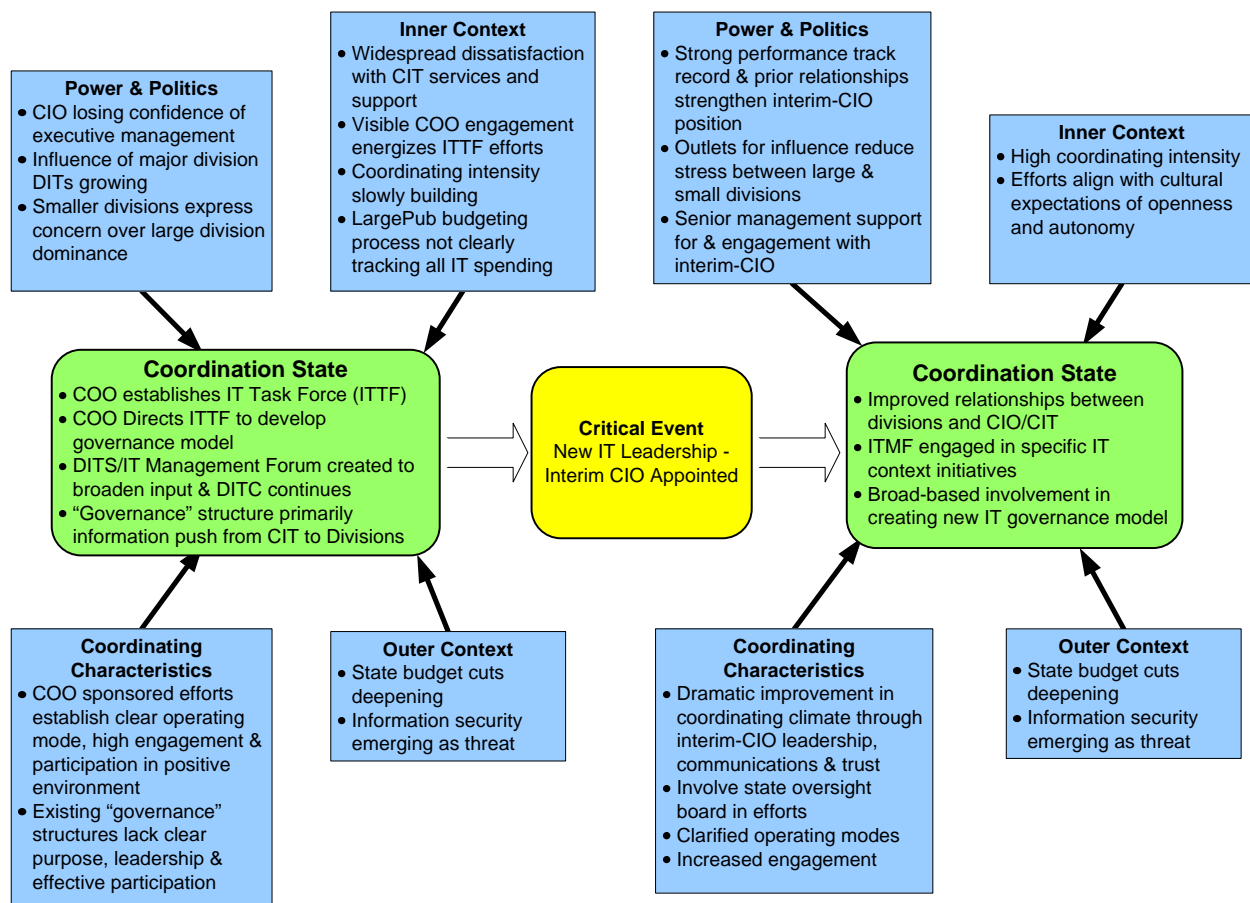 Power & Politics
• CIO losing confidence of
executive management
• Influence of major division
DITs growing
• Smaller divisions express
concern over large division
dominance
Inner Context
• Widespread dissatisfaction
with CIT services and
support
• Visible COO engagement
energizes ITTF efforts
• Coordinating intensity
slowly building
• LargePub budgeting
process not clearly
tracking all IT spending
Power & Politics
• Strong performance track
record & prior relationships
strengthen interim-CIO
position
• Outlets for influence reduce
stress between large &
small divisions
• Senior management support
for & engagement with
interim-CIO
Inner Context
• High coordinating intensity
• Efforts align with cultural
expectations of openness
and autonomy
Coordination State
• COO establishes IT Task Force (ITTF)
• COO Directs ITTF to develop
governance model
• DITS/IT Management Forum created to
broaden input & DITC continues
• “Governance” structure primarily
information push from CIT to Divisions
Critical Event
New IT Leadership -
Interim CIO Appointed
Coordination State
• Improved relationships between
divisions and CIO/CIT
• ITMF engaged in specific IT
context initiatives
• Broad-based involvement in
creating new IT governance model
Coordinating
Characteristics
• COO sponsored efforts
establish clear operating
mode, high engagement &
participation in positive
environment
• Existing “governance”
structures lack clear
purpose, leadership &
effective participation
Outer Context
• State budget cuts
deepening
• Information security
emerging as threat
Coordinating
Characteristics
• Dramatic improvement in
coordinating climate through
interim-CIO leadership,
communications & trust
• Involve state oversight
board in efforts
• Clarified operating modes
• Increased engagement
Outer Context
• State budget cuts
deepening
• Information security
emerging as threat